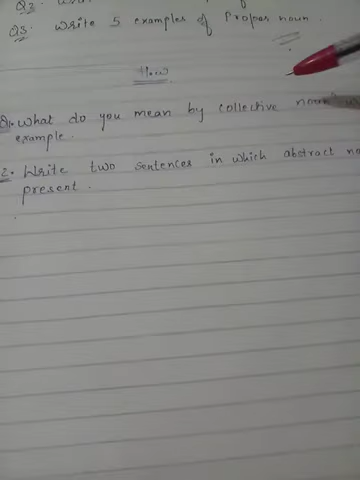 Q3. Write 5 examples of Proper noun.
H.W
Q1. What do you mean by collective noun
example.
2. Write two sentences in which abstract
present.